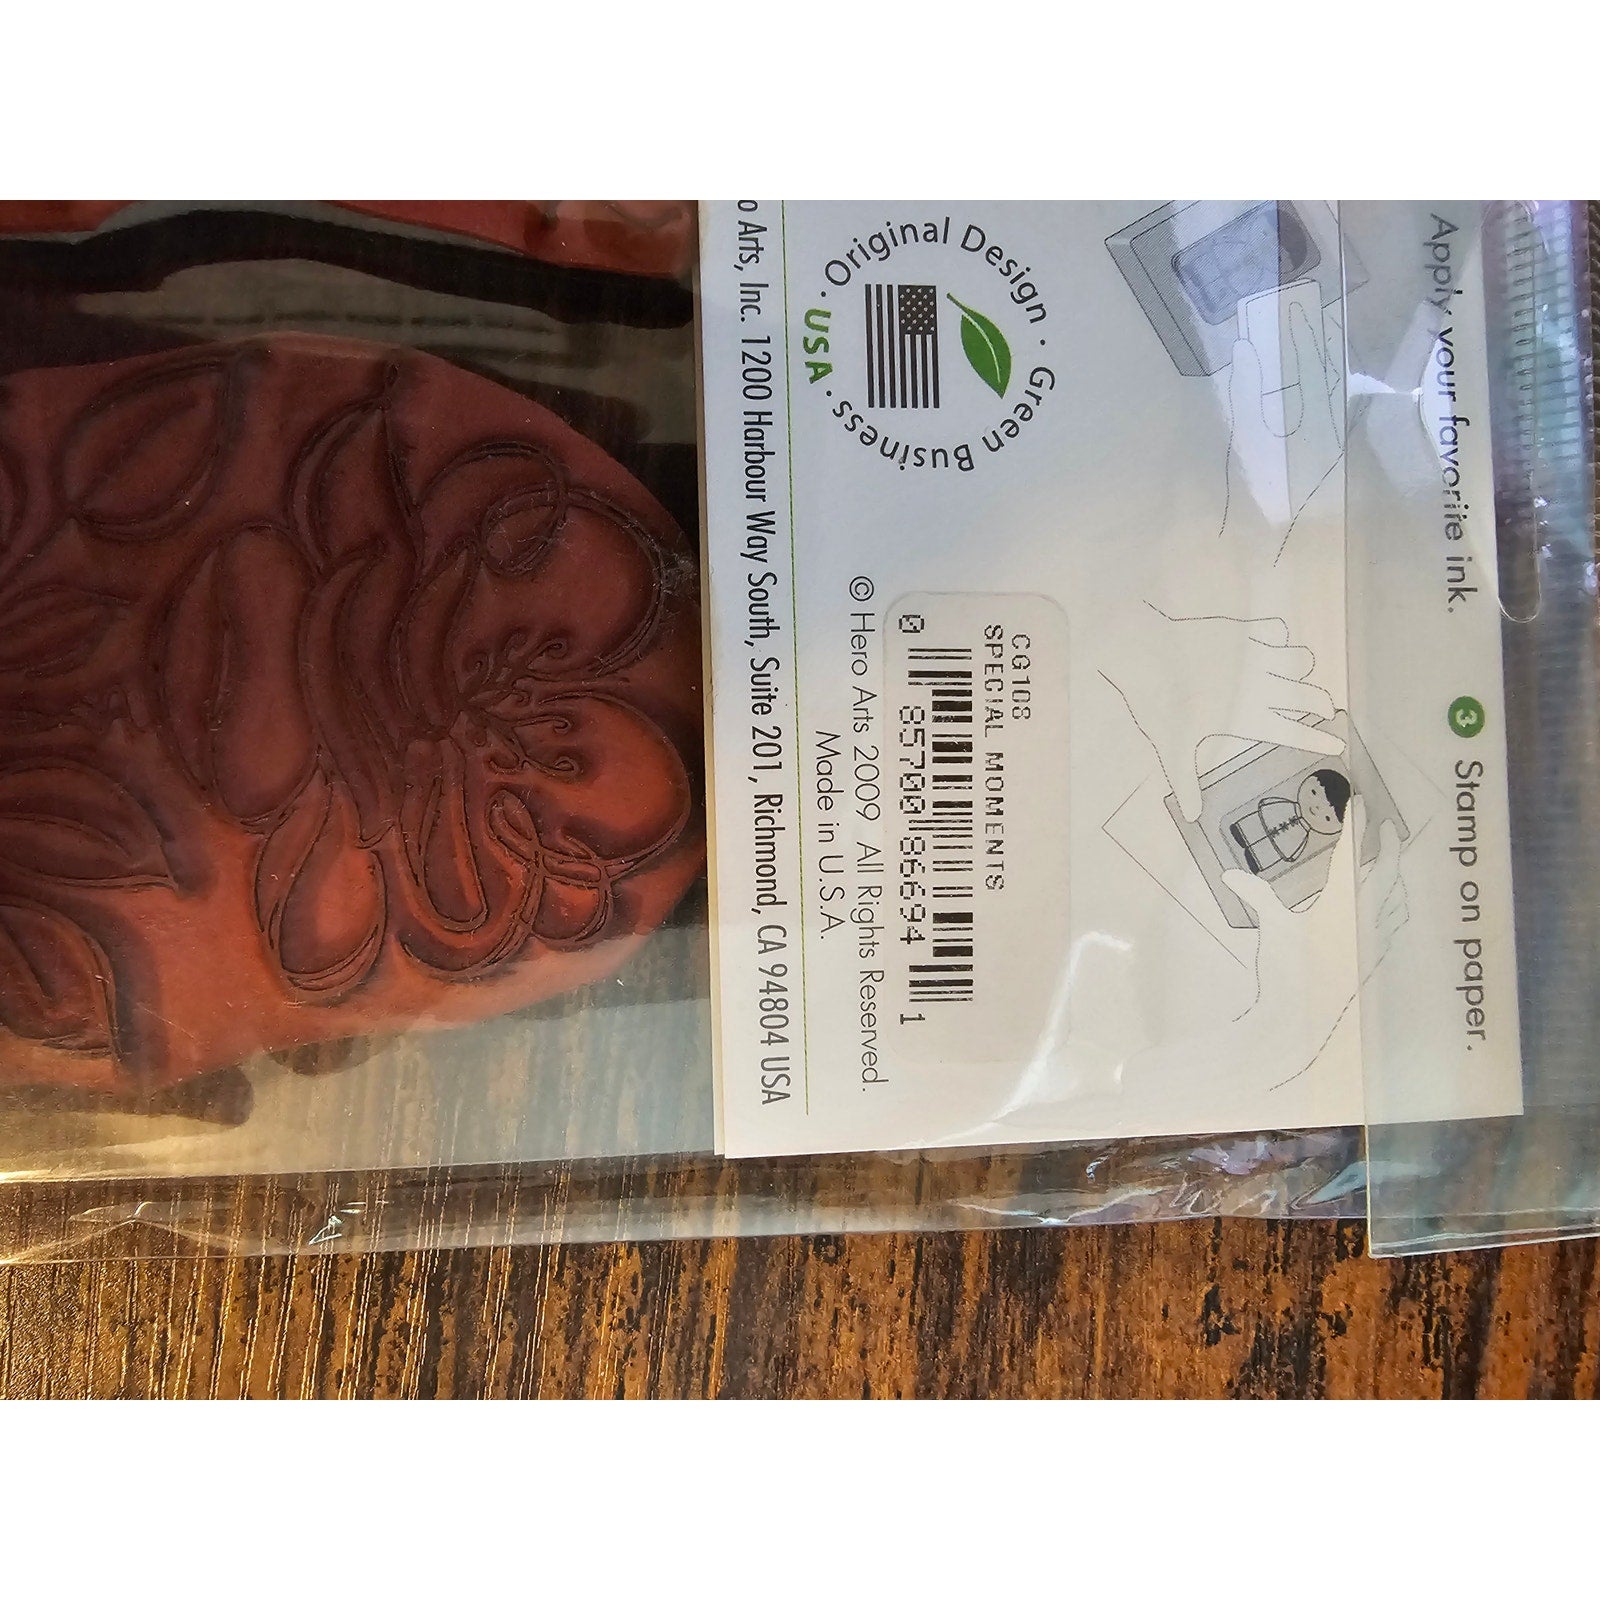 Apply your favorite ink.
3 Stamp on paper.
· Original Design · Green Business · USA
CG108
SPECIAL MOMENTS
0 85700 86694 1
© Hero Arts 2009 All Rights Reserved.
Made in U.S.A.
o Arts, Inc. 1200 Harbour Way South, Suite 201, Richmond, CA 94804 USA